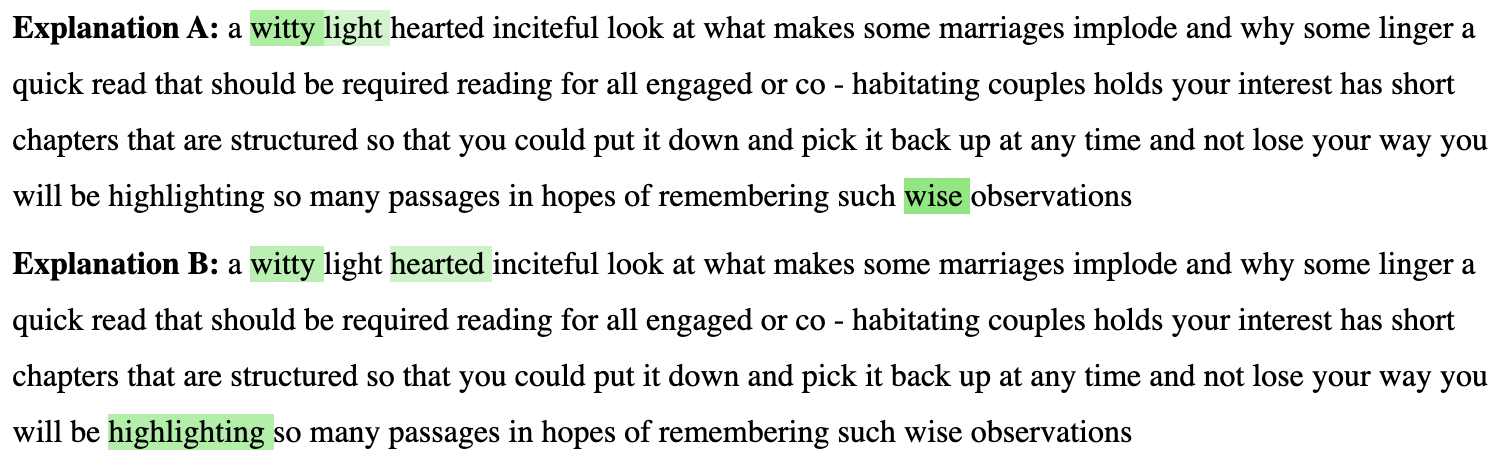 Explanation A: a witty light hearted inciteful look at what makes some marriages implode and why some linger a
quick read that should be required reading for all engaged or co - habitating couples holds your interest has short
chapters that are structured so that you could put it down and pick it back up at any time and not lose your way you
will be highlighting so many passages in hopes of remembering such wise observations
Explanation B: a witty light hearted inciteful look at what makes some marriages implode and why some linger a
quick read that should be required reading for all engaged or co - habitating couples holds your interest has short
chapters that are structured so that you could put it down and pick it back up at any time and not lose your way you
will be highlighting so many passages in hopes of remembering such wise observations